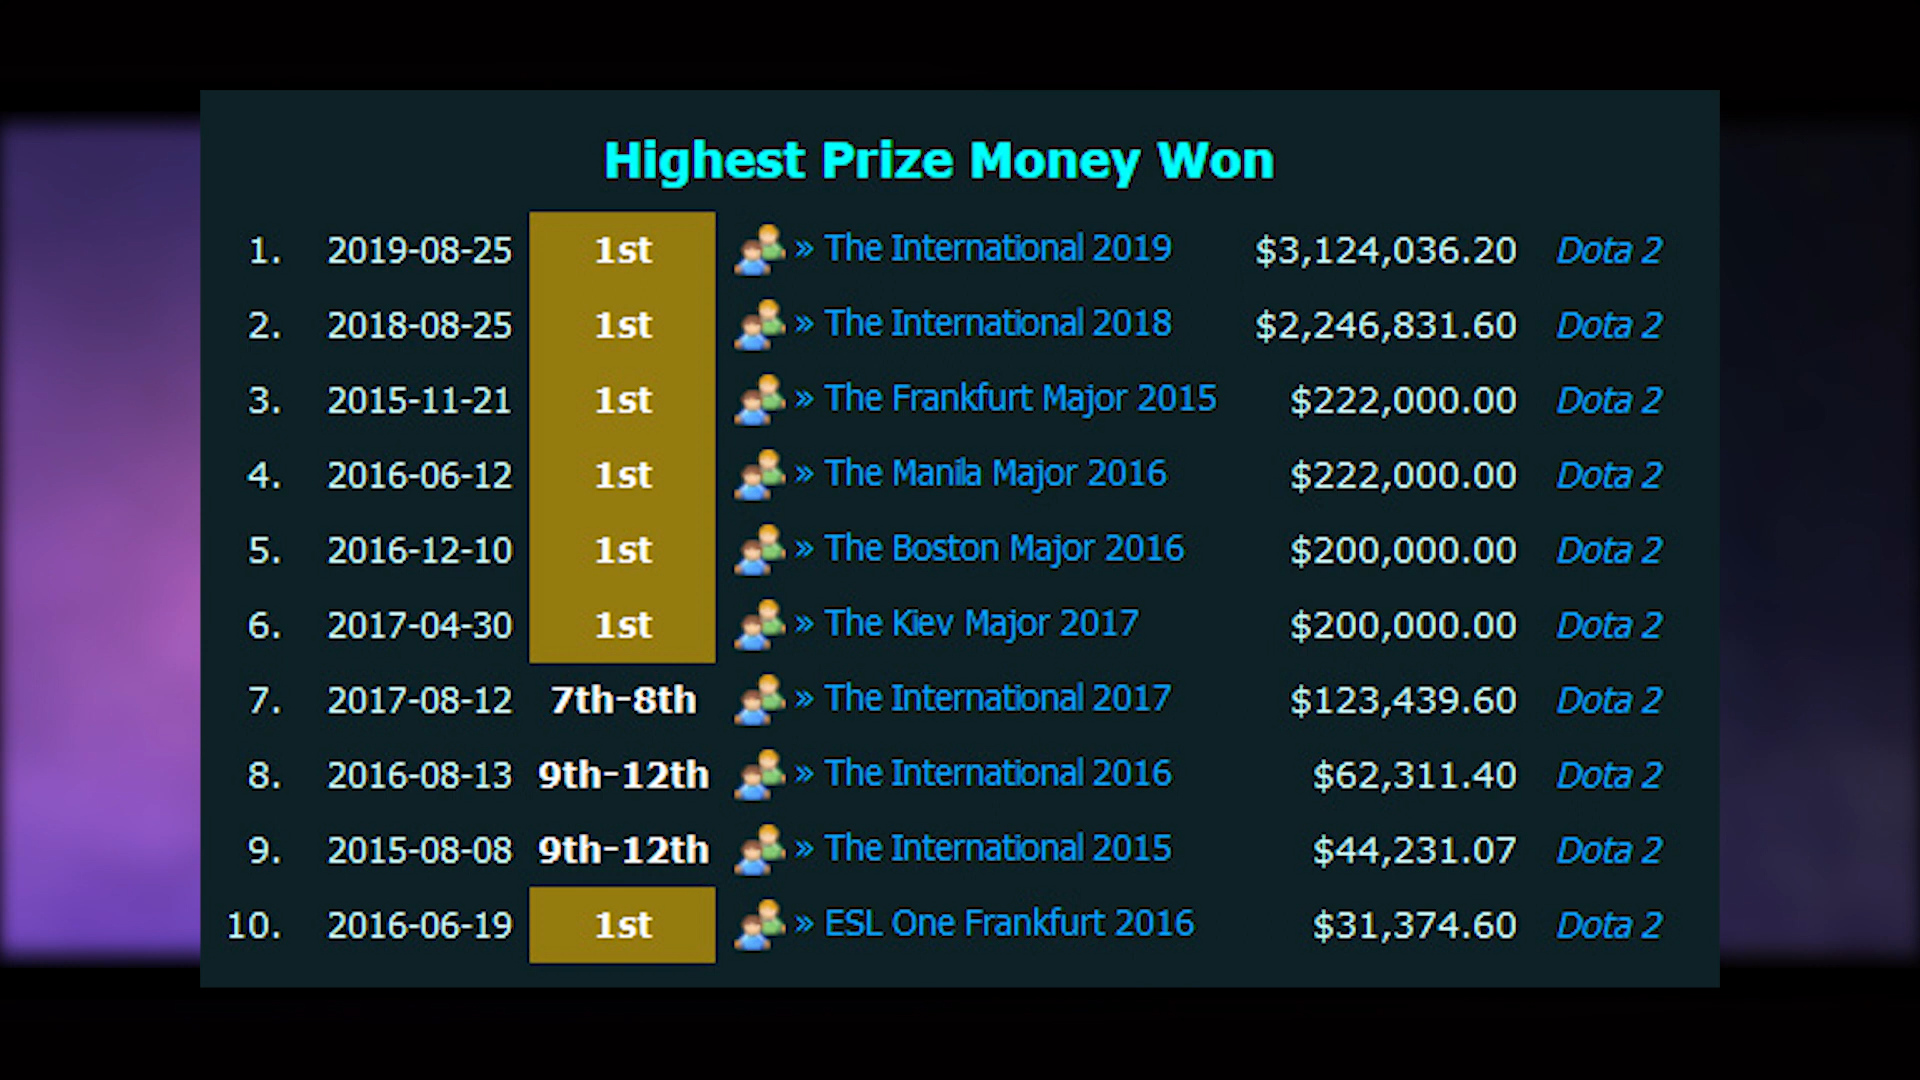 Highest Prize Money Won
1. 2019-08-25 1st » The International 2019 $3,124,036.20 Dota 2
2. 2018-08-25 1st » The International 2018 $2,246,831.60 Dota 2
3. 2015-11-21 1st » The Frankfurt Major 2015 $222,000.00 Dota 2
4. 2016-06-12 1st » The Manila Major 2016 $222,000.00 Dota 2
5. 2016-12-10 1st » The Boston Major 2016 $200,000.00 Dota 2
6. 2017-04-30 1st » The Kiev Major 2017 $200,000.00 Dota 2
7. 2017-08-12 7th-8th » The International 2017 $123,439.60 Dota 2
8. 2016-08-13 9th-12th » The International 2016 $62,311.40 Dota 2
9. 2015-08-08 9th-12th » The International 2015 $44,231.07 Dota 2
10. 2016-06-19 1st » ESL One Frankfurt 2016 $31,374.60 Dota 2